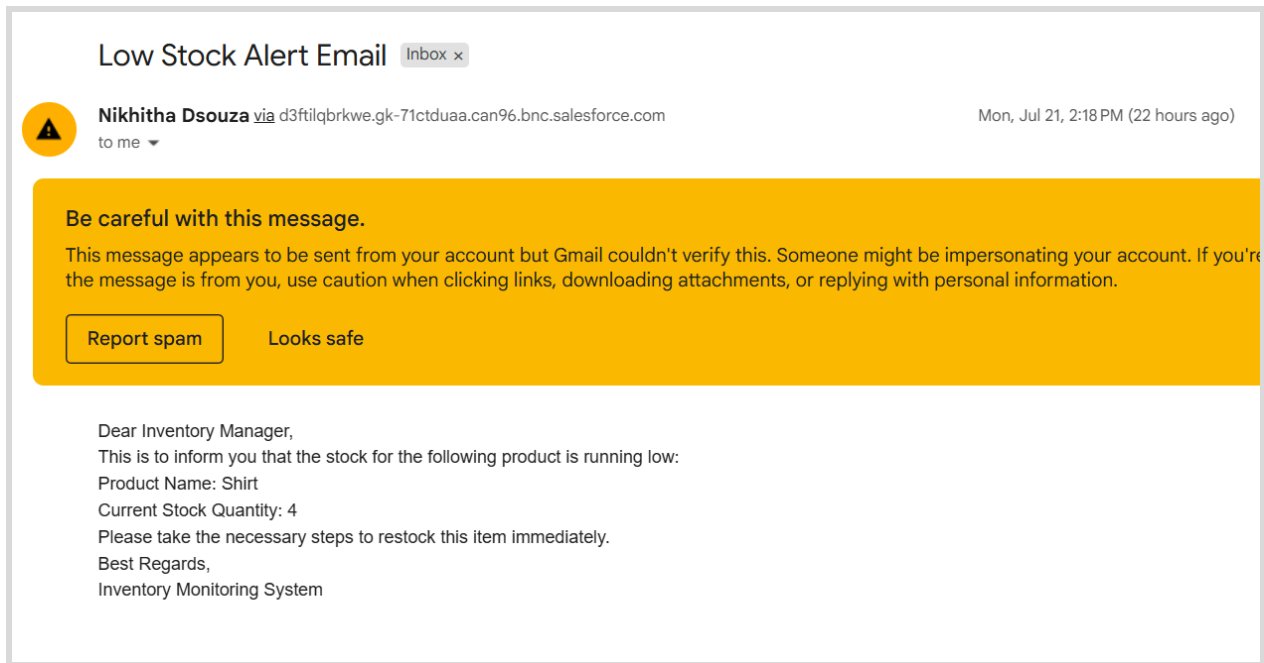 Low Stock Alert Email Inbox x
Nikhitha Dsouza via d3ftilqbrkwe.gk-71ctduaa.can96.bnc.salesforce.com Mon, Jul 21, 2:18 PM (22 hours ago)
to me
Be careful with this message.
This message appears to be sent from your account but Gmail couldn't verify this. Someone might be impersonating your account. If you're
the message is from you, use caution when clicking links, downloading attachments, or replying with personal information.
Report spam Looks safe
Dear Inventory Manager,
This is to inform you that the stock for the following product is running low:
Product Name: Shirt
Current Stock Quantity: 4
Please take the necessary steps to restock this item immediately.
Best Regards,
Inventory Monitoring System